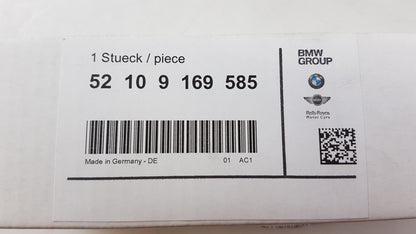 1 Stueck / piece
52 10 9 169 585
Made in Germany - DE 01 AC1
BMW
GROUP
Rolls-Royce
Motor Cars